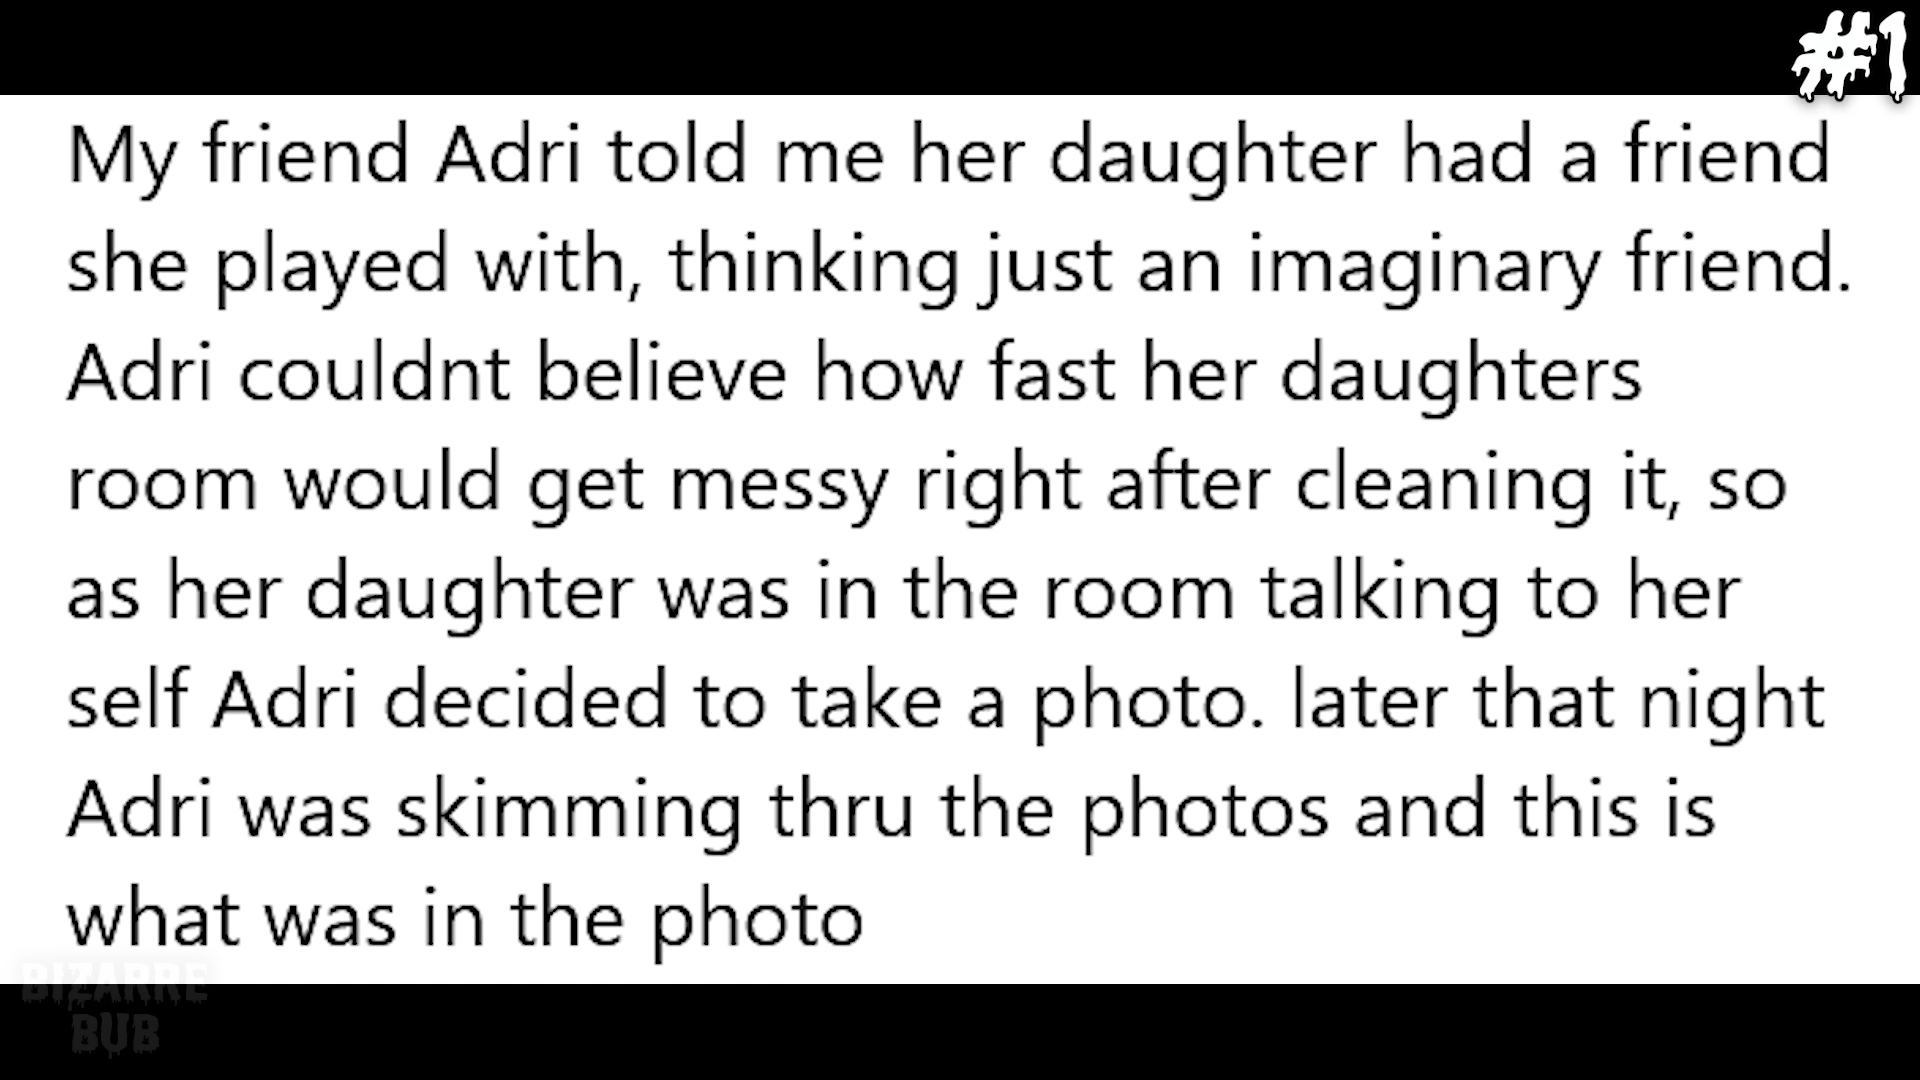 #1
My friend Adri told me her daughter had a friend
she played with, thinking just an imaginary friend.
Adri couldnt believe how fast her daughters
room would get messy right after cleaning it, so
as her daughter was in the room talking to her
self Adri decided to take a photo. later that night
Adri was skimming thru the photos and this is
what was in the photo
BIZARRE
BUB